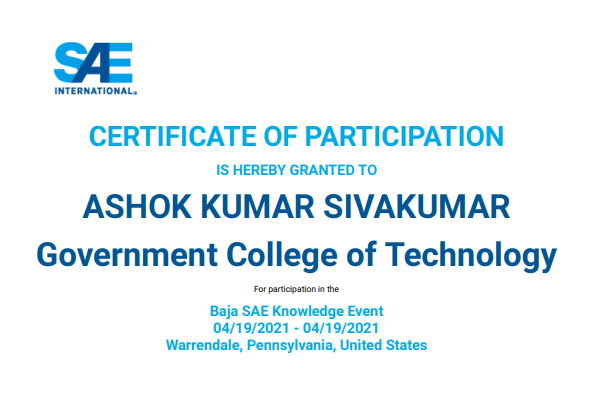 SAE
INTERNATIONAL®
CERTIFICATE OF PARTICIPATION
IS HEREBY GRANTED TO
ASHOK KUMAR SIVAKUMAR
Government College of Technology
For participation in the
Baja SAE Knowledge Event
04/19/2021 - 04/19/2021
Warrendale, Pennsylvania, United States